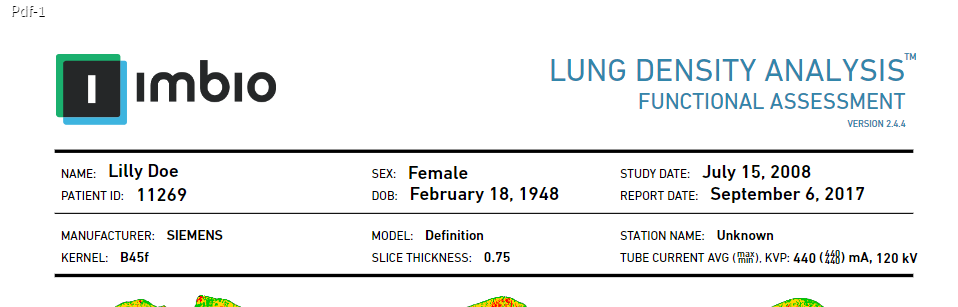 Pdf-1
imbio
LUNG DENSITY ANALYSIS™
FUNCTIONAL ASSESSMENT
VERSION 2.4.4
NAME: Lilly Doe SEX: Female STUDY DATE: July 15, 2008
PATIENT ID: 11269 DOB: February 18, 1948 REPORT DATE: September 6, 2017
MANUFACTURER: SIEMENS MODEL: Definition STATION NAME: Unknown
KERNEL: B45f SLICE THICKNESS: 0.75 TUBE CURRENT AVG (max/min), KVP: 440 (440/440) mA, 120 kV